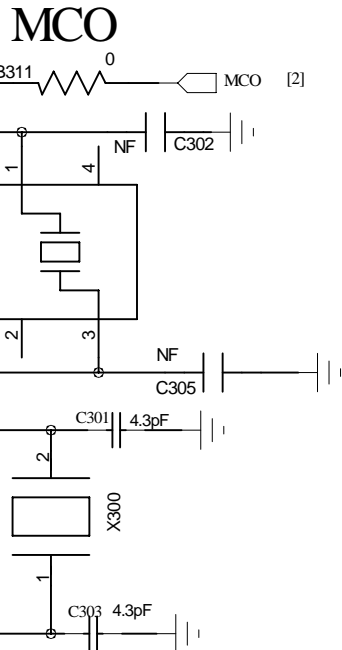 MCO
0
B311
MCO [2]
NF
C302
1
4
2
3
NF
C305
C301 4.3pF
2
X300
1
C303 4.3pF